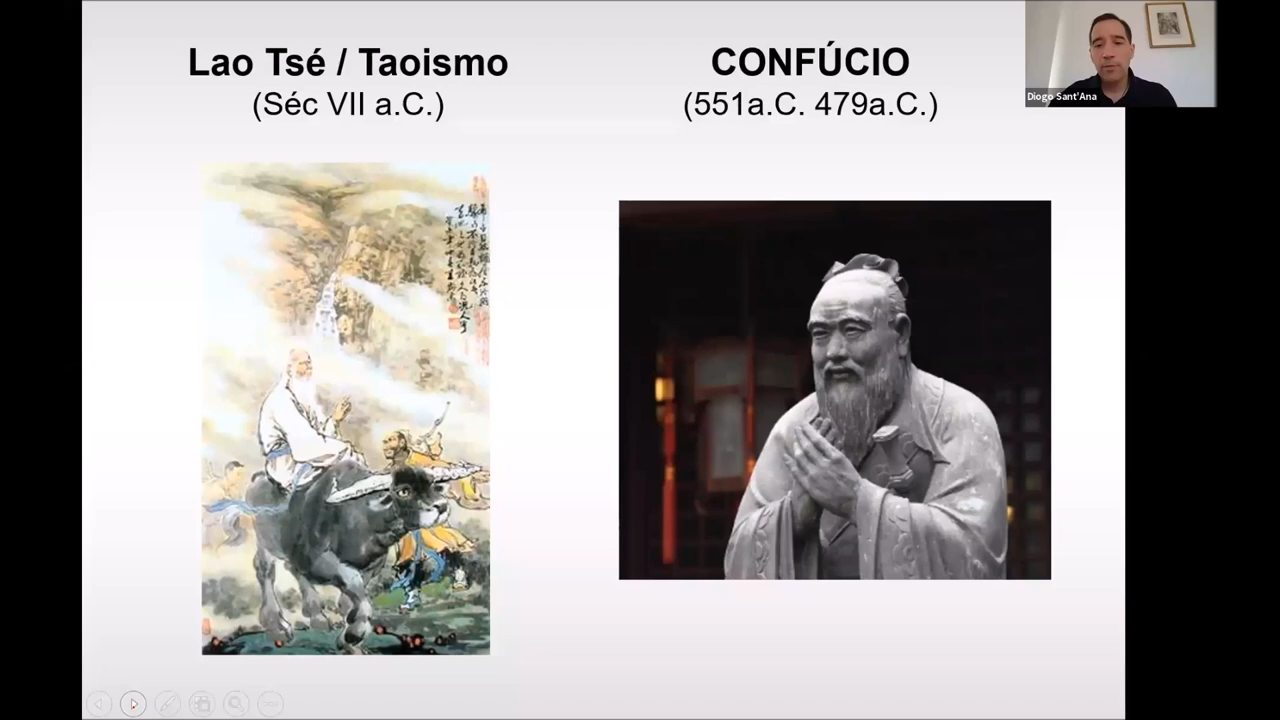 Lao Tsé / Taoismo
(Séc VII a.C.)
CONFÚCIO
(551a.C. 479a.C.)
Diogo Sant'Ana